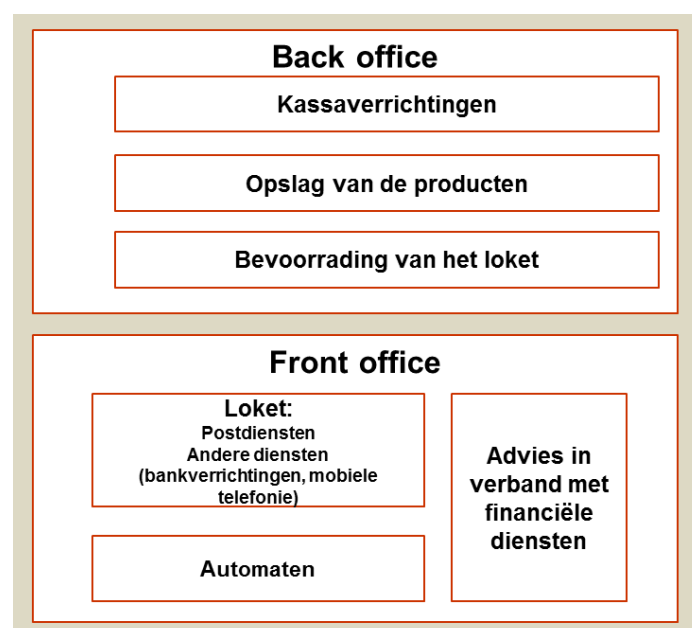 Back office
Kassaverrichtingen
Opslag van de producten
Bevoorrading van het loket
Front office
Loket:
Postdiensten
Andere diensten
(bankverrichtingen, mobiele
telefonie)
Automaten
Advies in
verband met
financiële
diensten